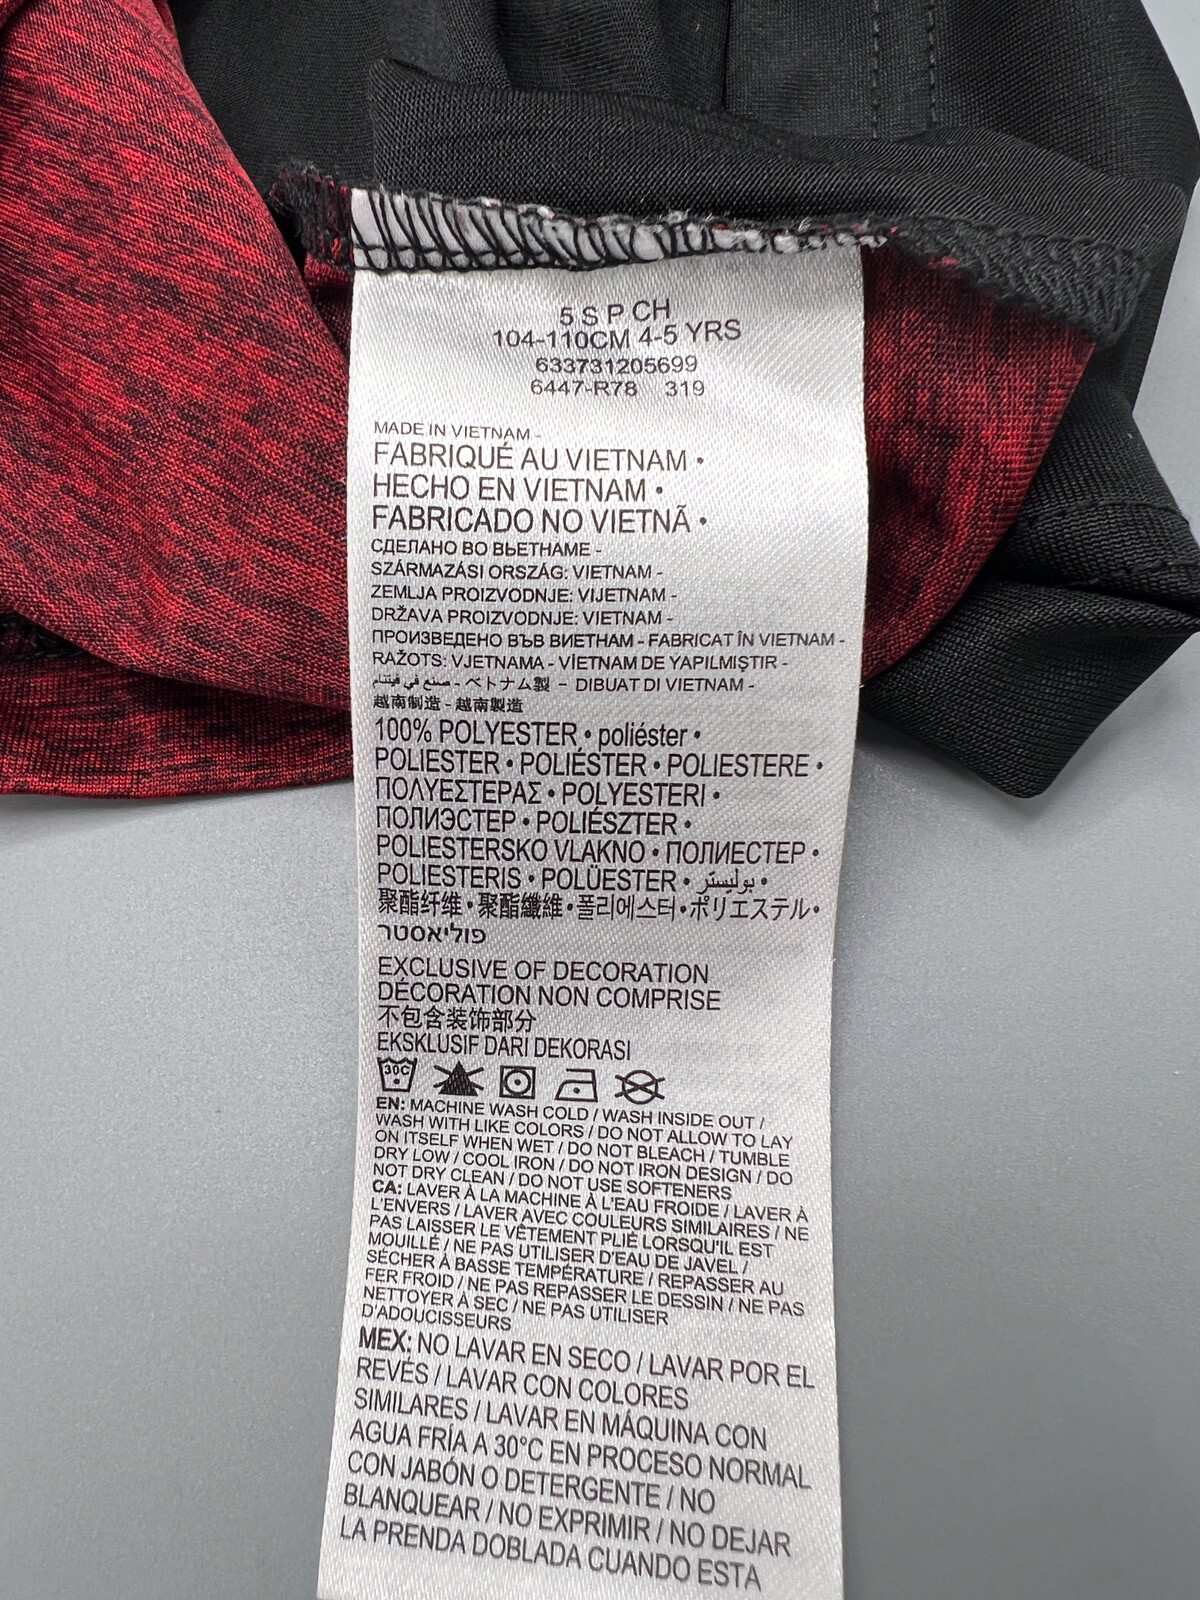 5 S P CH
104-110CM 4-5 YRS
633731205699
6447-R78 319
MADE IN VIETNAM -
FABRIQUÉ AU VIETNAM •
HECHO EN VIETNAM •
FABRICADO NO VIETNÃ •
СДЕЛАНО ВО ВЬЕТНАМЕ -
SZÁRMAZÁSI ORSZÁG: VIETNAM -
ZEMLJA PROIZVODNJE: VIJETNAM -
DRŽAVA PROIZVODNJE: VIETNAM -
ПРОИЗВЕДЕНО ВЪВ ВИЕТНАМ - FABRICAT ÎN VIETNAM -
RAŽOTS: VJETNAMA - VİETNAM DE YAPILMIŞTIR -
صنع في فيتنام - ベトナム製 - DIBUAT DI VIETNAM -
越南制造 - 越南製造
100% POLYESTER • poliéster •
POLIESTER • POLIÉSTER • POLIESTERE •
ΠΟΛΥΕΣΤΕΡΑΣ • POLYESTERI •
ПОЛИЭСТЕР • POLIÉSZTER •
POLIESTERSKO VLAKNO • ПОЛИЕСТЕР •
POLIESTERIS • POLÜESTER • بوليستر •
聚酯纤维 • 聚酯纖維 • 폴리에스터 • ポリエステル •
פוליאסטר
EXCLUSIVE OF DECORATION
DÉCORATION NON COMPRISE
不包含装饰部分
EKSKLUSIF DARI DEKORASI
30C
EN: MACHINE WASH COLD / WASH INSIDE OUT /
WASH WITH LIKE COLORS / DO NOT ALLOW TO LAY
ON ITSELF WHEN WET / DO NOT BLEACH / TUMBLE
DRY LOW / COOL IRON / DO NOT IRON DESIGN / DO
NOT DRY CLEAN / DO NOT USE SOFTENERS
CA: LAVER À LA MACHINE À L'EAU FROIDE / LAVER À
L'ENVERS / LAVER AVEC COULEURS SIMILAIRES / NE
PAS LAISSER LE VÊTEMENT PLIÉ LORSQU'IL EST
MOUILLÉ / NE PAS UTILISER D'EAU DE JAVEL /
SÉCHER À BASSE TEMPÉRATURE / REPASSER AU
FER FROID / NE PAS REPASSER LE DESSIN / NE PAS
NETTOYER À SEC / NE PAS UTILISER
D'ADOUCISSEURS
MEX: NO LAVAR EN SECO / LAVAR POR EL
REVÉS / LAVAR CON COLORES
SIMILARES / LAVAR EN MÁQUINA CON
AGUA FRÍA A 30°C EN PROCESO NORMAL
CON JABÓN O DETERGENTE / NO
BLANQUEAR / NO EXPRIMIR / NO DEJAR
LA PRENDA DOBLADA CUANDO ESTA